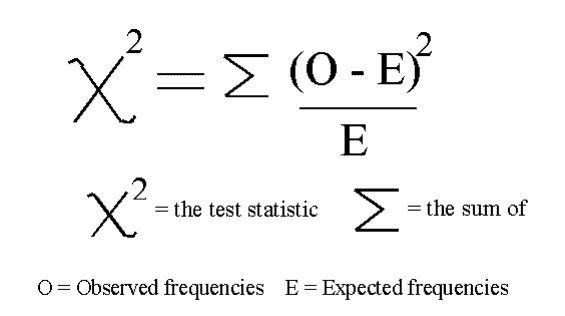 χ² = Σ (O - E)²
E
χ² = the test statistic Σ = the sum of
O = Observed frequencies E = Expected frequencies